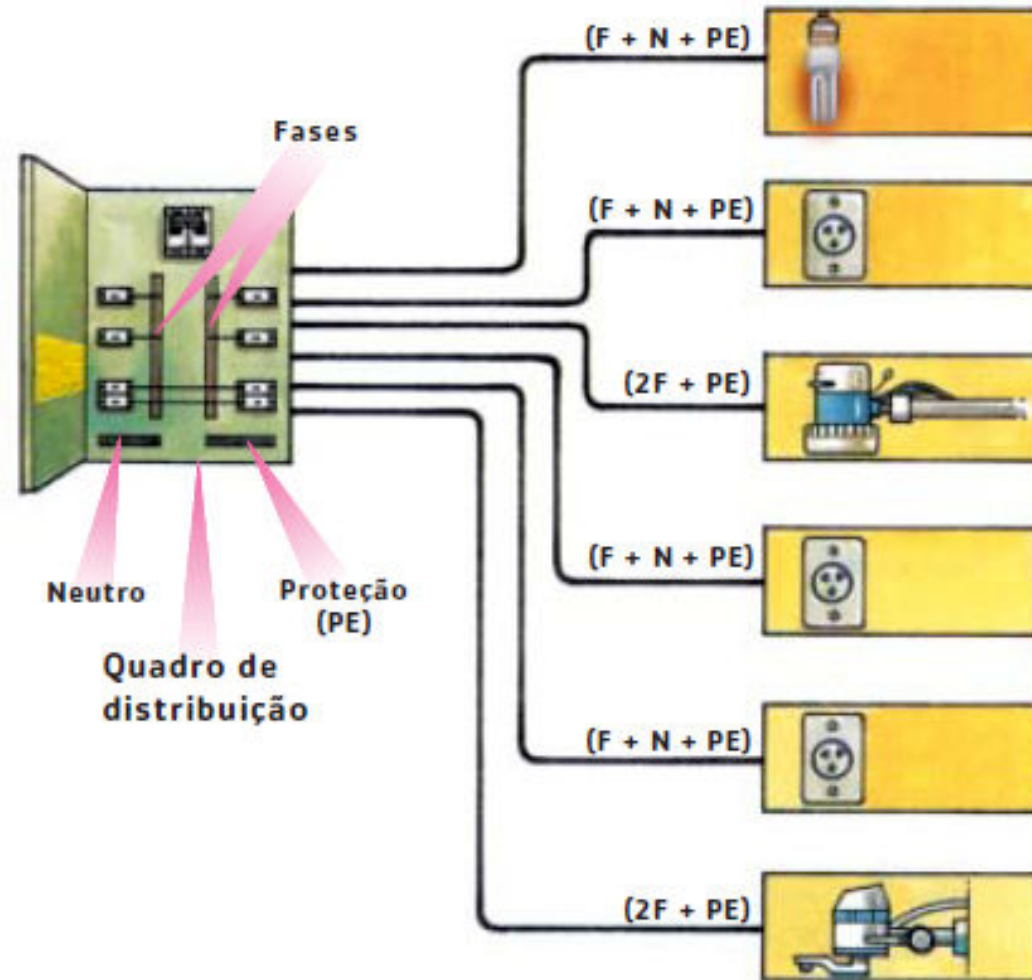 (F + N + PE)
Fases
(F + N + PE)
(2F + PE)
(F + N + PE)
Neutro
Proteção
(PE)
Quadro de
distribuição
(F + N + PE)
(2F + PE)